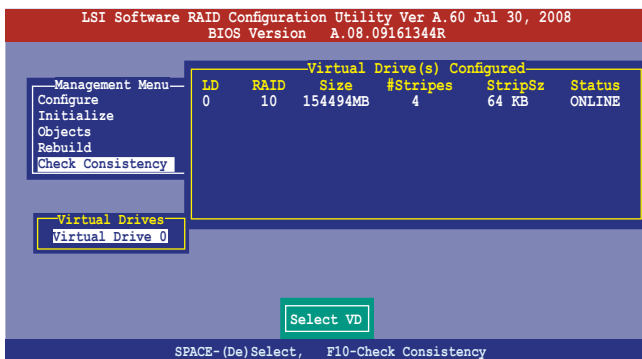 LSI Software RAID Configuration Utility Ver A.60 Jul 30, 2008
BIOS Version A.08.09161344R
Management Menu
Configure
Initialize
Objects
Rebuild
Check Consistency
Virtual Drive(s) Configured
LD RAID Size #Stripes StripSz Status
0 10 154494MB 4 64 KB ONLINE
Virtual Drives
Virtual Drive 0
Select VD
SPACE-(De)Select, F10-Check Consistency